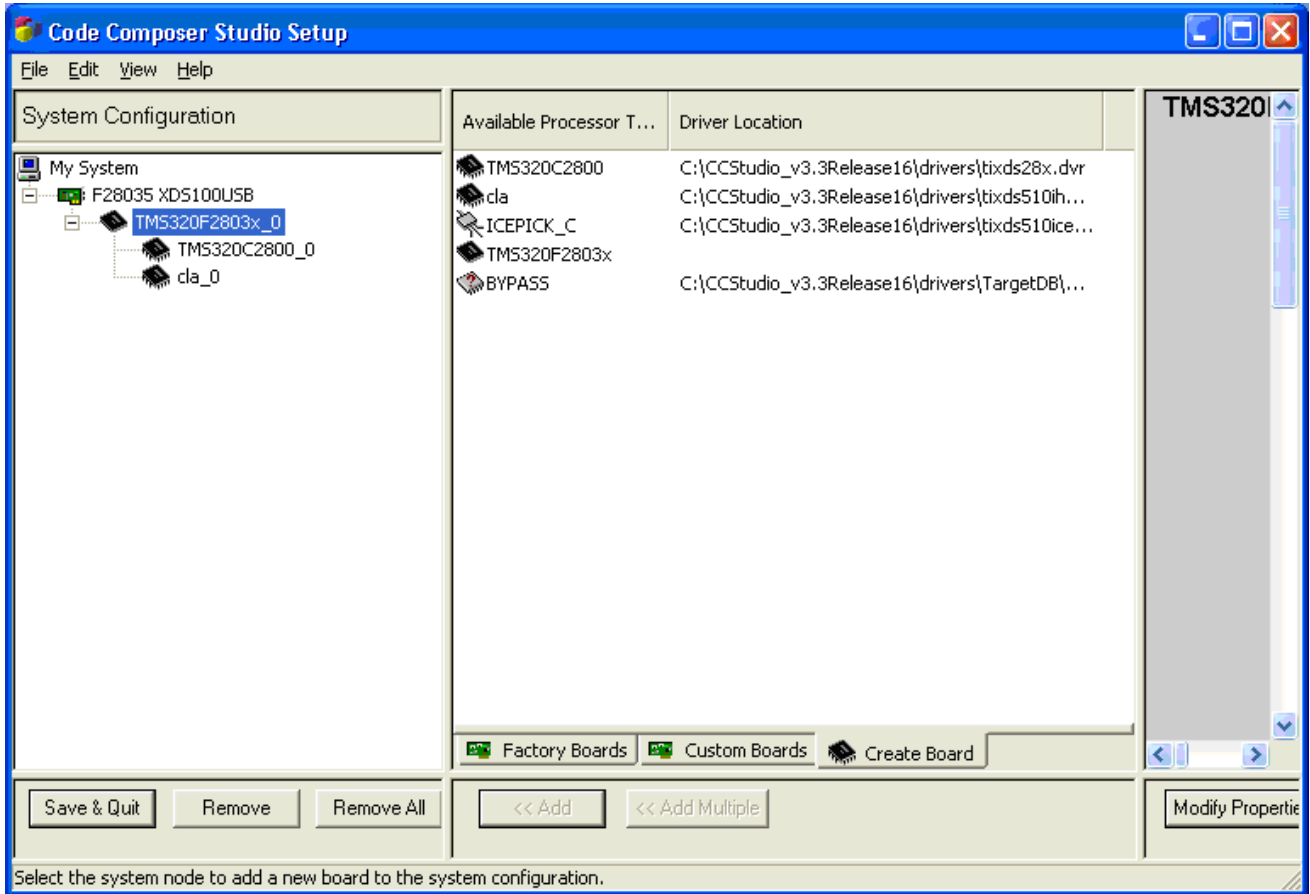 Code Composer Studio Setup
File Edit View Help
System Configuration
My System
F28035 XDS100USB
TMS320F2803x_0
TMS320C2800_0
cla_0
Save & Quit Remove Remove All
Available Processor T... Driver Location
TMS320C2800 C:\CCStudio_v3.3Release16\drivers\tixds28x.dvr
cla C:\CCStudio_v3.3Release16\drivers\tixds510ih...
ICEPICK_C C:\CCStudio_v3.3Release16\drivers\tixds510ice...
TMS320F2803x
BYPASS C:\CCStudio_v3.3Release16\drivers\TargetDB\...
Factory Boards Custom Boards Create Board
<< Add << Add Multiple
TMS320
Modify Propertie
Select the system node to add a new board to the system configuration.